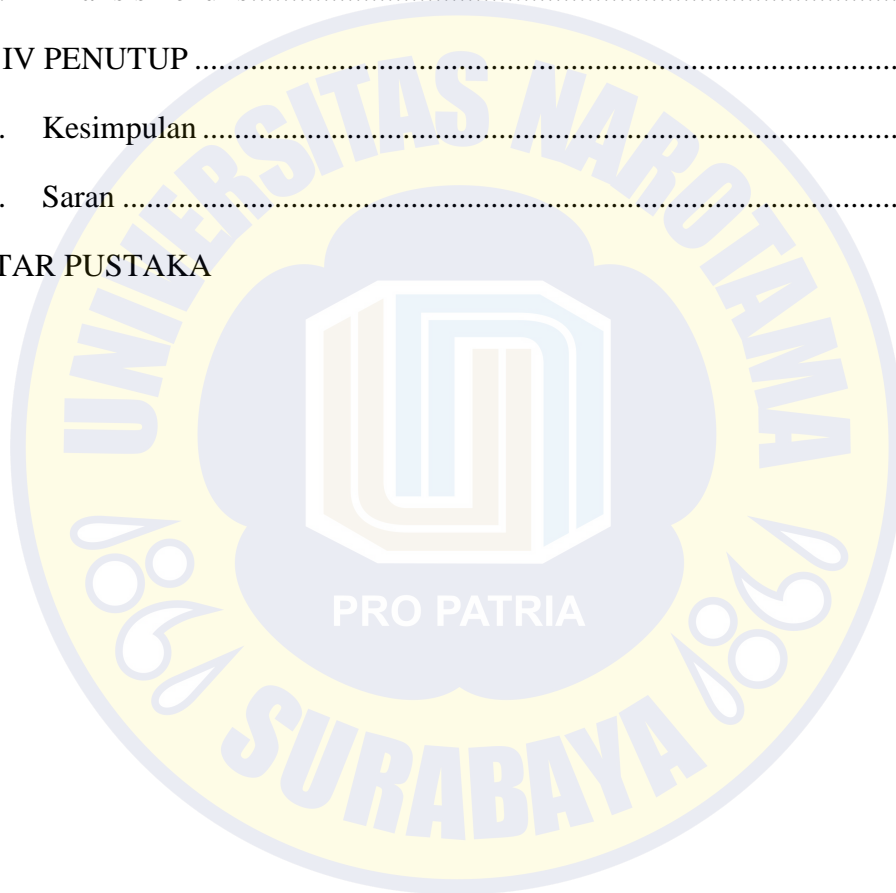 IV PENUTUP ........................................................................................
. Kesimpulan .......................................................................................
. Saran .................................................................................................
TAR PUSTAKA
UNIVERSITAS NAROTAMA
PRO PATRIA
SURABAYA